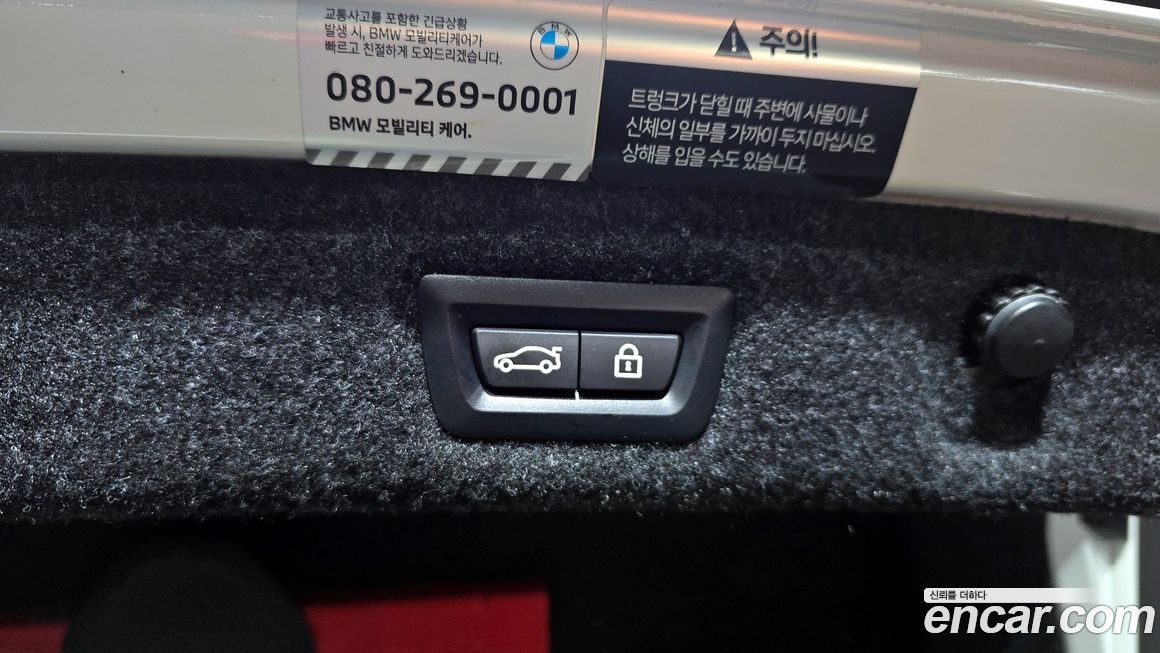 교통사고를 포함한 긴급상황
발생 시, BMW 모빌리티케어가
빠르고 친절하게 도와드리겠습니다.
080-269-0001
BMW 모빌리티 케어.
BMW
주의!
트렁크가 닫힐 때 주변에 사물이나
신체의 일부를 가까이 두지 마십시오.
상해를 입을 수도 있습니다.
신뢰를 더하다
encar.com